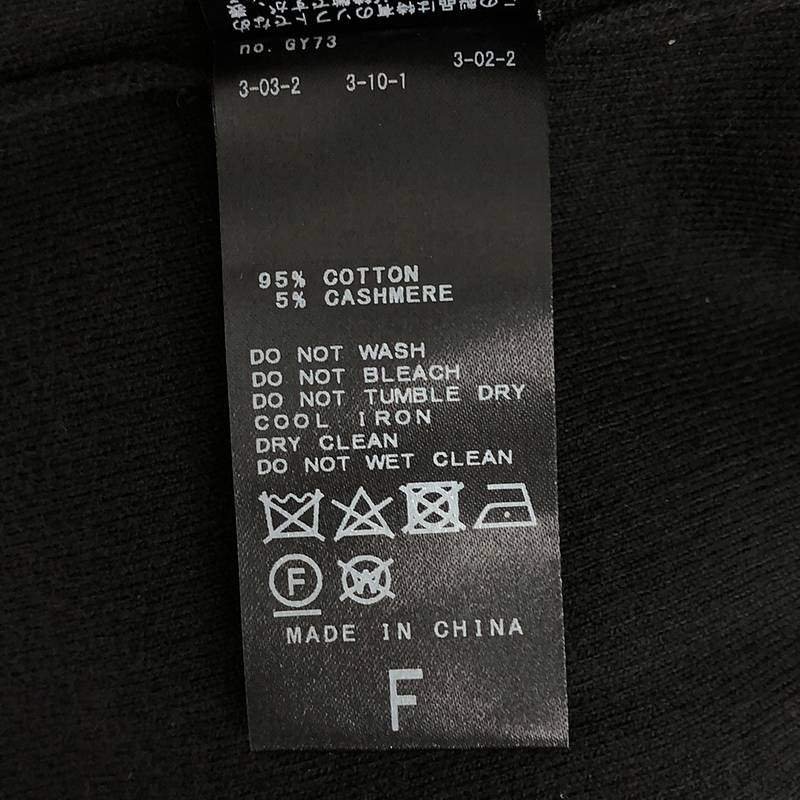 no. GY73
3-02-2
3-03-2 3-10-1
95% COTTON
5% CASHMERE
DO NOT WASH
DO NOT BLEACH
DO NOT TUMBLE DRY
COOL IRON
DRY CLEAN
DO NOT WET CLEAN
F W
MADE IN CHINA
F